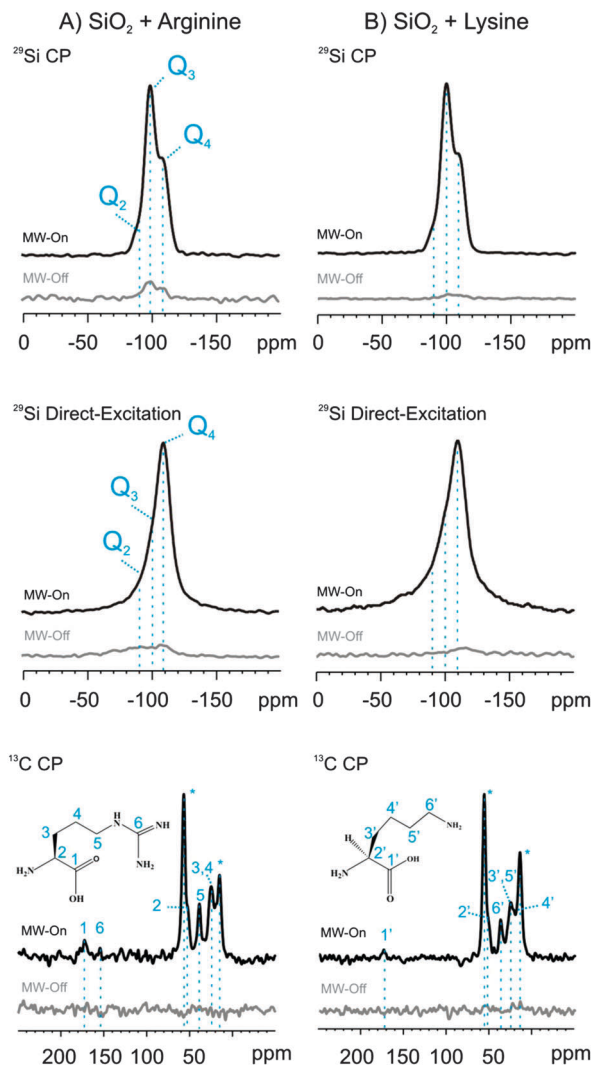 A) SiO2 + Arginine
B) SiO2 + Lysine
29Si CP
Q3
Q4
Q2
MW-On
MW-Off
0 -50 -100 -150 ppm
29Si CP
MW-On
MW-Off
0 -50 -100 -150 ppm
29Si Direct-Excitation
Q4
Q3
Q2
MW-On
MW-Off
0 -50 -100 -150 ppm
29Si Direct-Excitation
MW-On
MW-Off
0 -50 -100 -150 ppm
13C CP
4 H N 6 NH
3 5
2 1 O NH2
H2N
OH
*
3,4 *
2 5
MW-On 1 6
MW-Off
200 150 100 50 ppm
13C CP
4' 6'
3' 5' NH2
H 2' OH
1'
H2N
O
*
3',5' *
2' 6' 4'
MW-On 1'
MW-Off
200 150 100 50 ppm